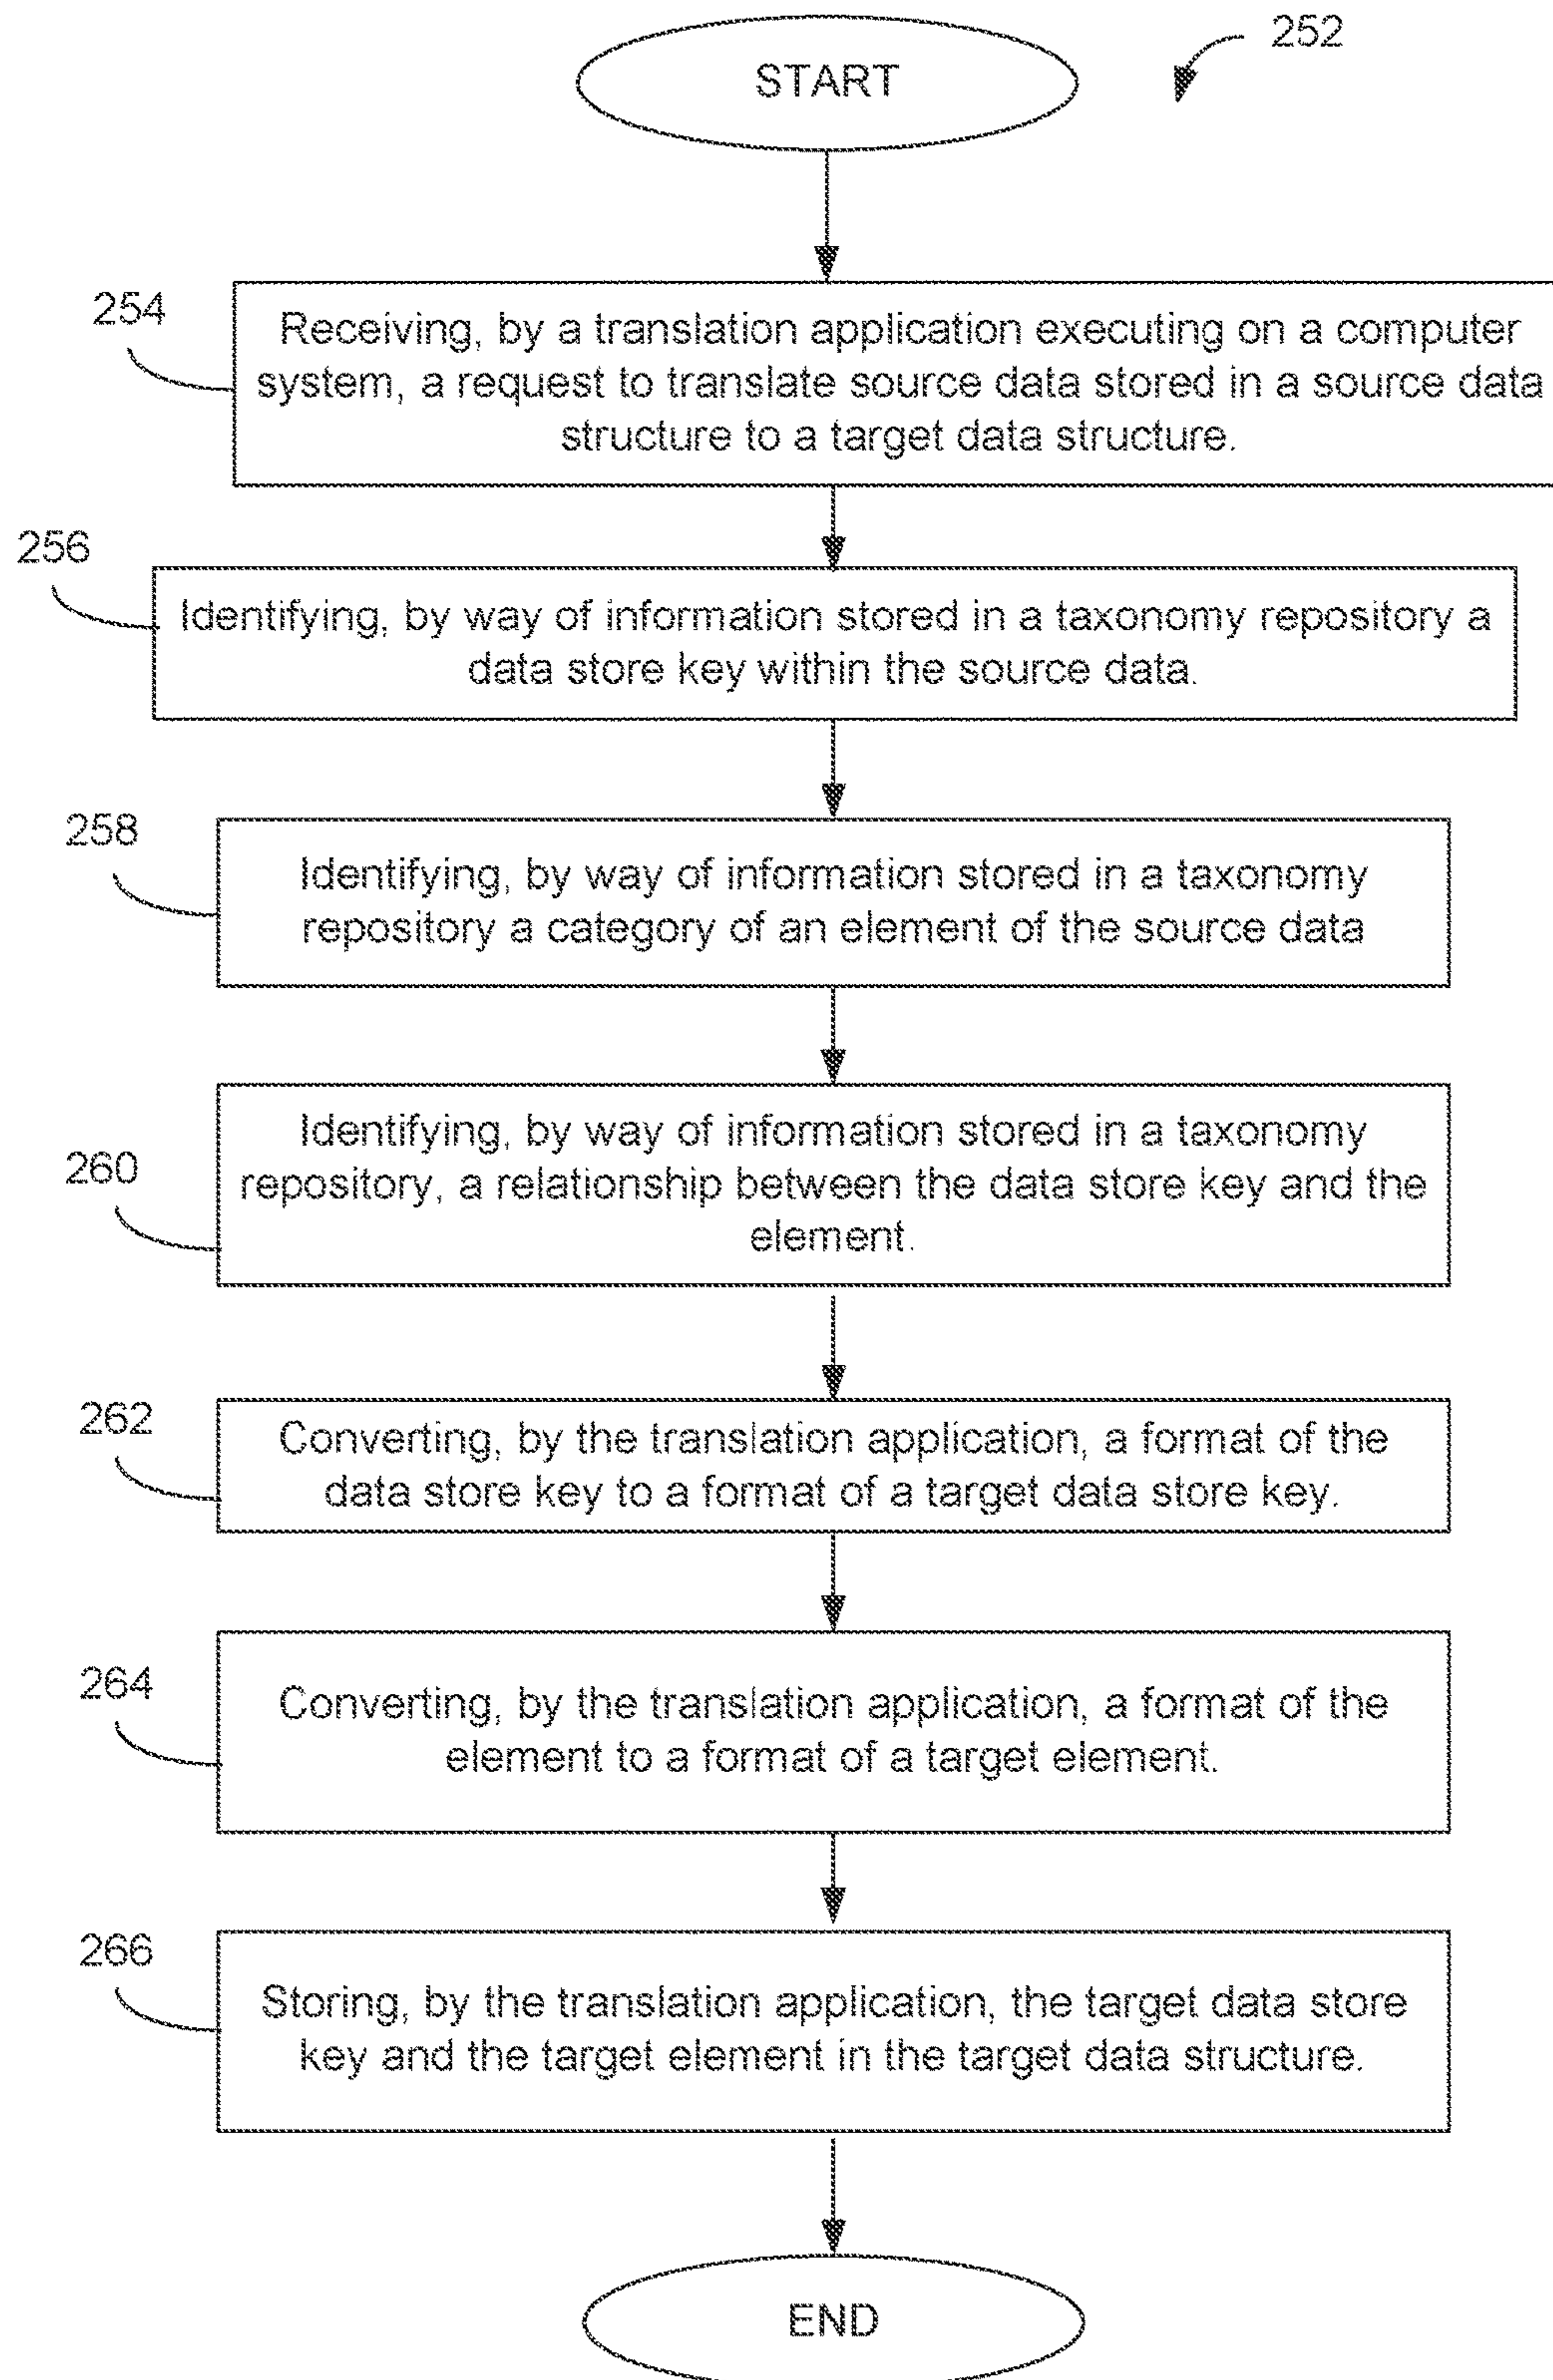 252
START
254
Receiving, by a translation application executing on a computer
system, a request to translate source data stored in a source data
structure to a target data structure.
256
Identifying, by way of information stored in a taxonomy repository a
data store key within the source data.
258
Identifying, by way of information stored in a taxonomy
repository a category of an element of the source data
260
Identifying, by way of information stored in a taxonomy
repository, a relationship between the data store key and the
element.
262
Converting, by the translation application, a format of the
data store key to a format of a target data store key.
264
Converting, by the translation application, a format of the
element to a format of a target element.
266
Storing, by the translation application, the target data store
key and the target element in the target data structure.
END